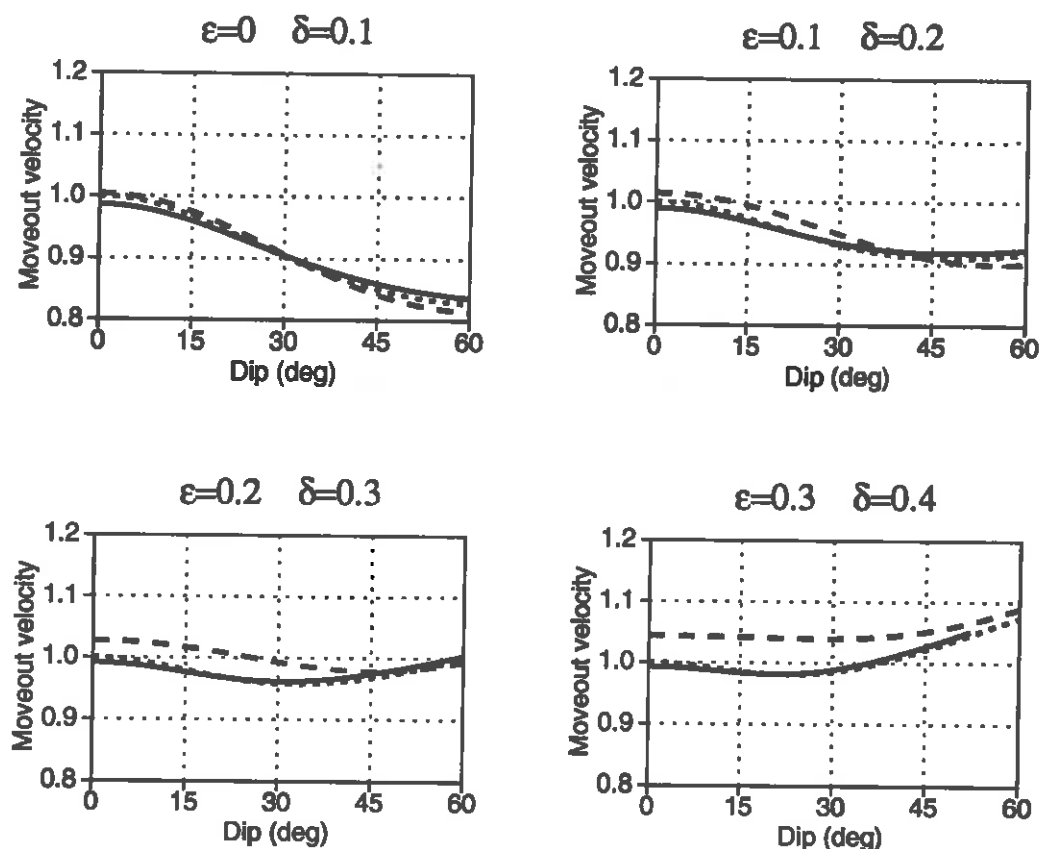 ε=0 δ=0.1
Moveout velocity
1.2
1.1
1.0
0.9
0.8
0 15 30 45 60
Dip (deg)
ε=0.1 δ=0.2
Moveout velocity
1.2
1.1
1.0
0.9
0.8
0 15 30 45 60
Dip (deg)
ε=0.2 δ=0.3
Moveout velocity
1.2
1.1
1.0
0.9
0.8
0 15 30 45 60
Dip (deg)
ε=0.3 δ=0.4
Moveout velocity
1.2
1.1
1.0
0.9
0.8
0 15 30 45 60
Dip (deg)